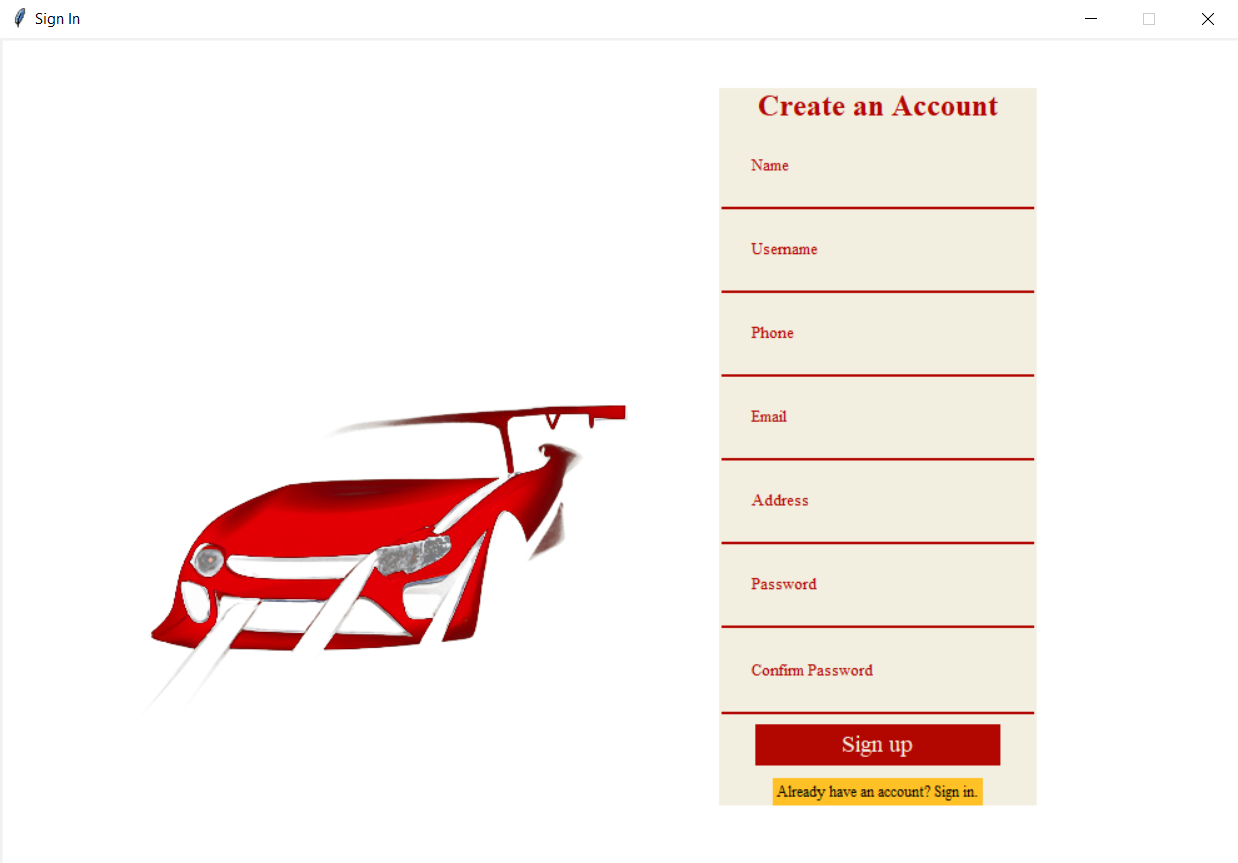 Sign In
Create an Account
Name
Username
Phone
Email
Address
Password
Confirm Password
Sign up
Already have an account? Sign in.